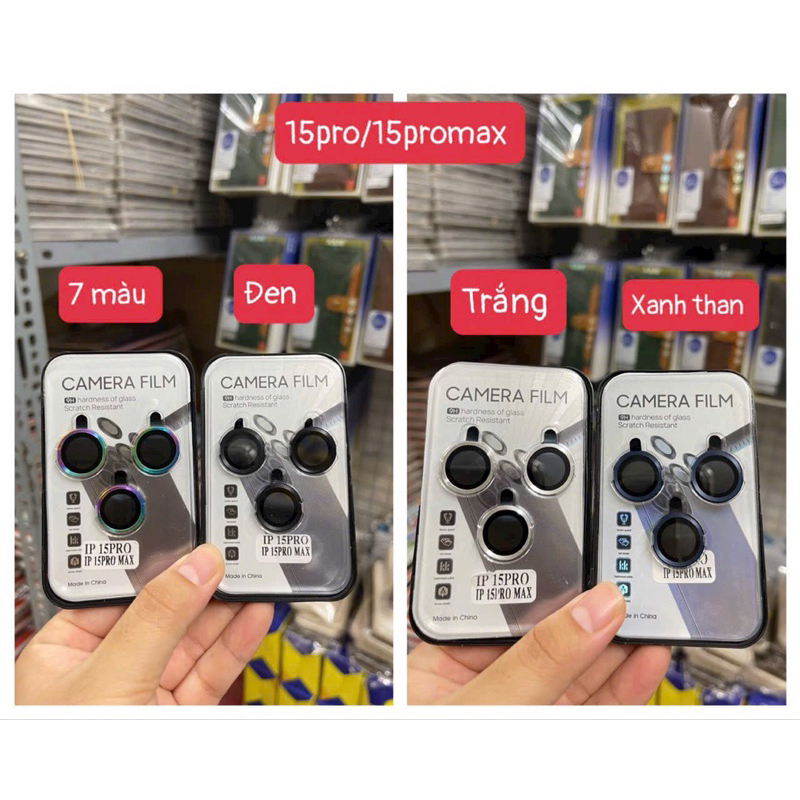 15pro/15promax
7 màu
Đen
Trắng
Xanh than
CAMERA FILM
9H hardness of glass
Scratch Resistant
IP 15PRO
IP 15PRO MAX
Made in China
CAMERA FILM
9H hardness of glass
Scratch Resistant
IP 15PRO
IP 15PRO MAX
Made in China
CAMERA FILM
9H hardness of glass
Scratch Resistant
IP 15PRO
IP 15PRO MAX
Made in China
CAMERA FILM
9H hardness of glass
Scratch Resistant
IP 15PRO MAX
Made in China